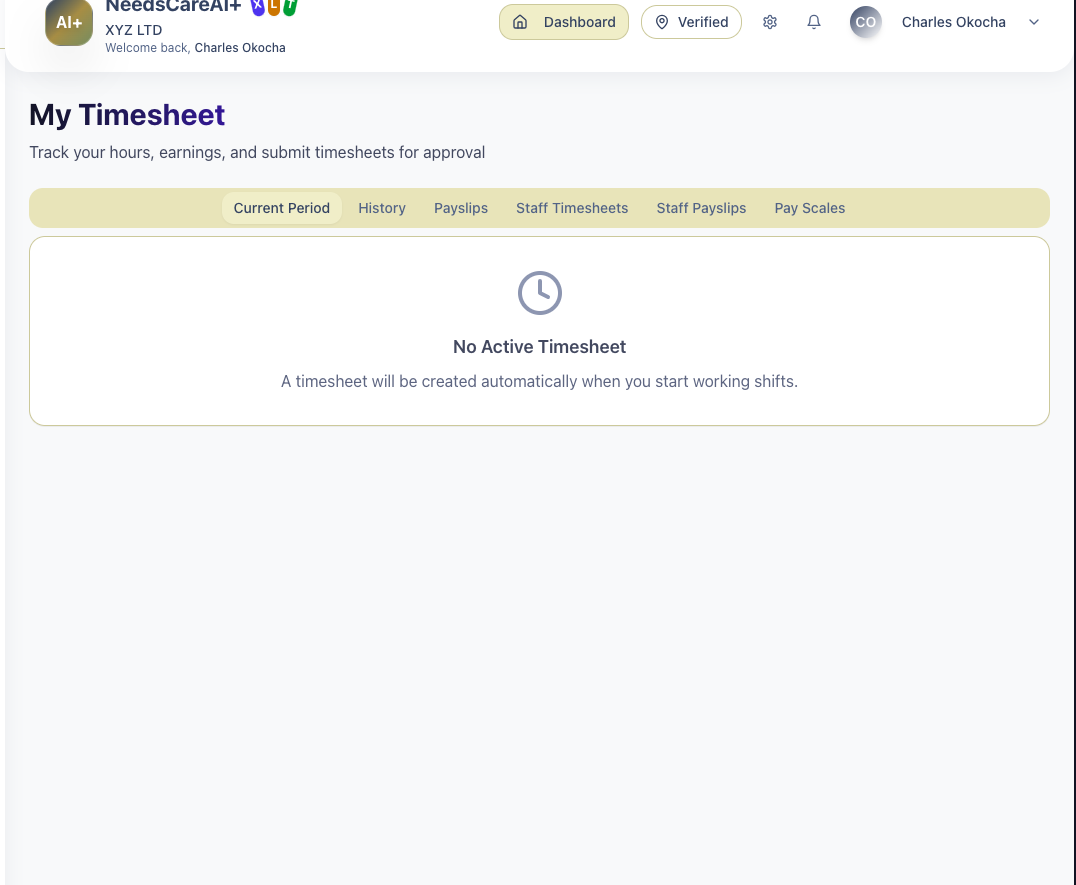 NeedsCareAI+ X L T
AI+
XYZ LTD
Welcome back, Charles Okocha
Dashboard
Verified
CO
Charles Okocha
My Timesheet
Track your hours, earnings, and submit timesheets for approval
Current Period
History
Payslips
Staff Timesheets
Staff Payslips
Pay Scales
No Active Timesheet
A timesheet will be created automatically when you start working shifts.